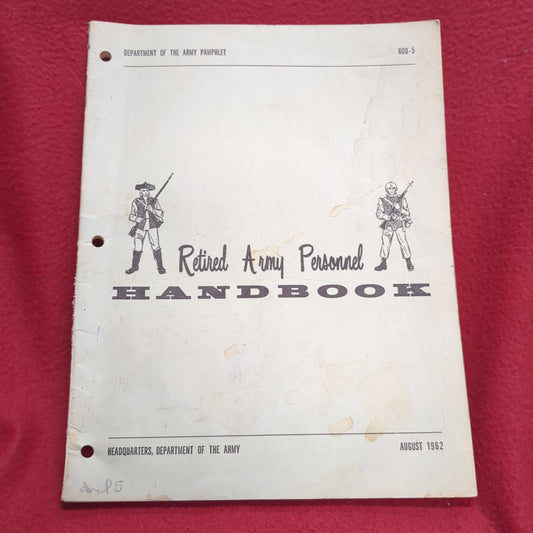 DEPARTMENT OF THE ARMY PAMPHLET 600-5
Retired Army Personnel
HANDBOOK
HEADQUARTERS, DEPARTMENT OF THE ARMY AUGUST 1962